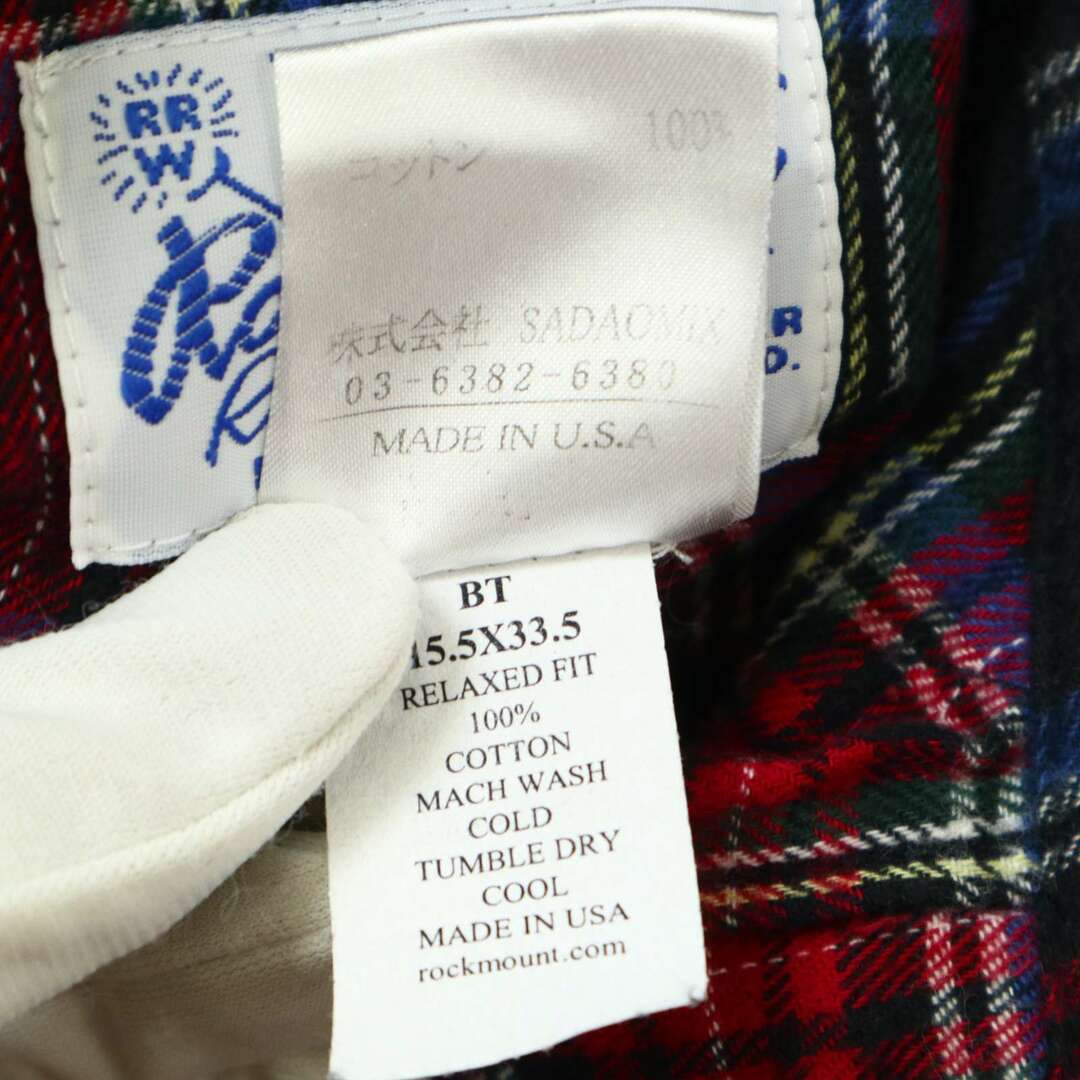 RR
W
コットン 100%
株式会社 SADAOMIX
03-6382-6380
MADE IN U.S.A
R
D.
BT
15.5X33.5
RELAXED FIT
100%
COTTON
MACH WASH
COLD
TUMBLE DRY
COOL
MADE IN USA
rockmount.com